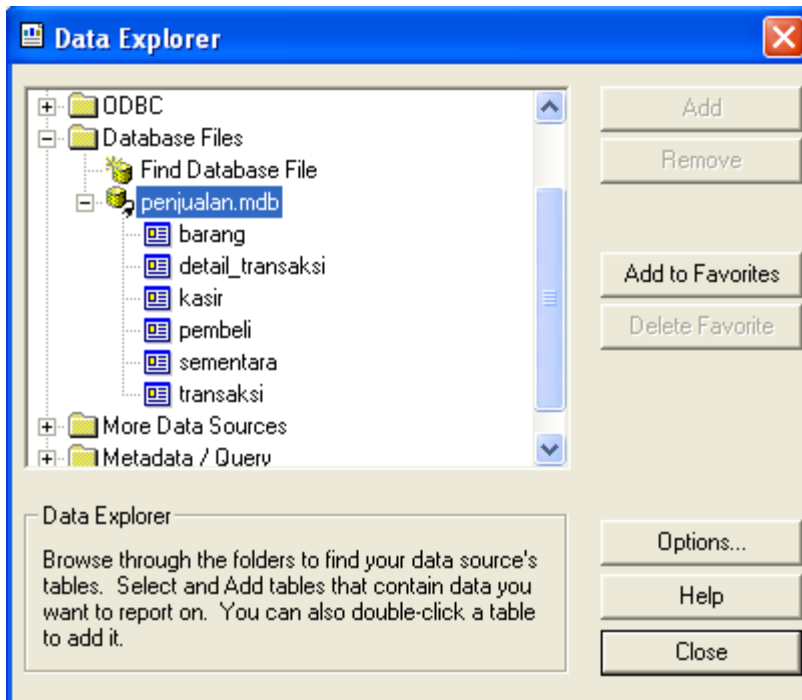 Data Explorer
ODBC
Database Files
Find Database File
penjualan.mdb
barang
detail_transaksi
kasir
pembeli
sementara
transaksi
More Data Sources
Metadata / Query
Add
Remove
Add to Favorites
Delete Favorite
Data Explorer
Browse through the folders to find your data source's
tables.  Select and Add tables that contain data you
want to report on.  You can also double-click a table
to add it.
Options...
Help
Close